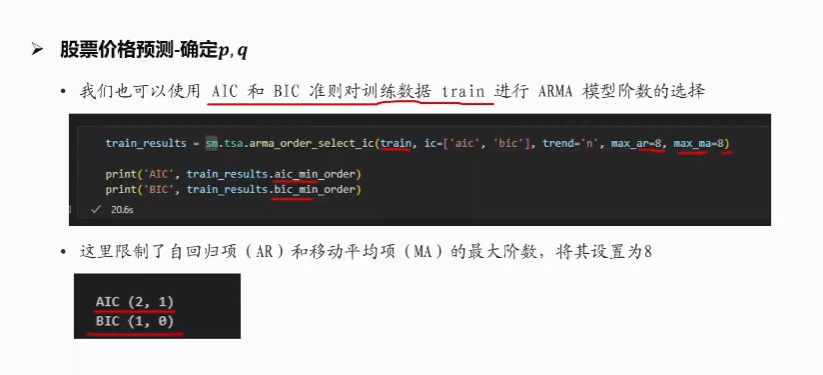 ➢ 股票价格预测-确定p,q
• 我们也可以使用 AIC 和 BIC 准则对训练数据 train 进行 ARMA 模型阶数的选择
train_results = sm.tsa.arma_order_select_ic(train, ic=['aic', 'bic'], trend='n', max_ar=8, max_ma=8)
print('AIC', train_results.aic_min_order)
print('BIC', train_results.bic_min_order)
✓ 20.6s
• 这里限制了自回归项（AR）和移动平均项（MA）的最大阶数，将其设置为8
AIC (2, 1)
BIC (1, 0)